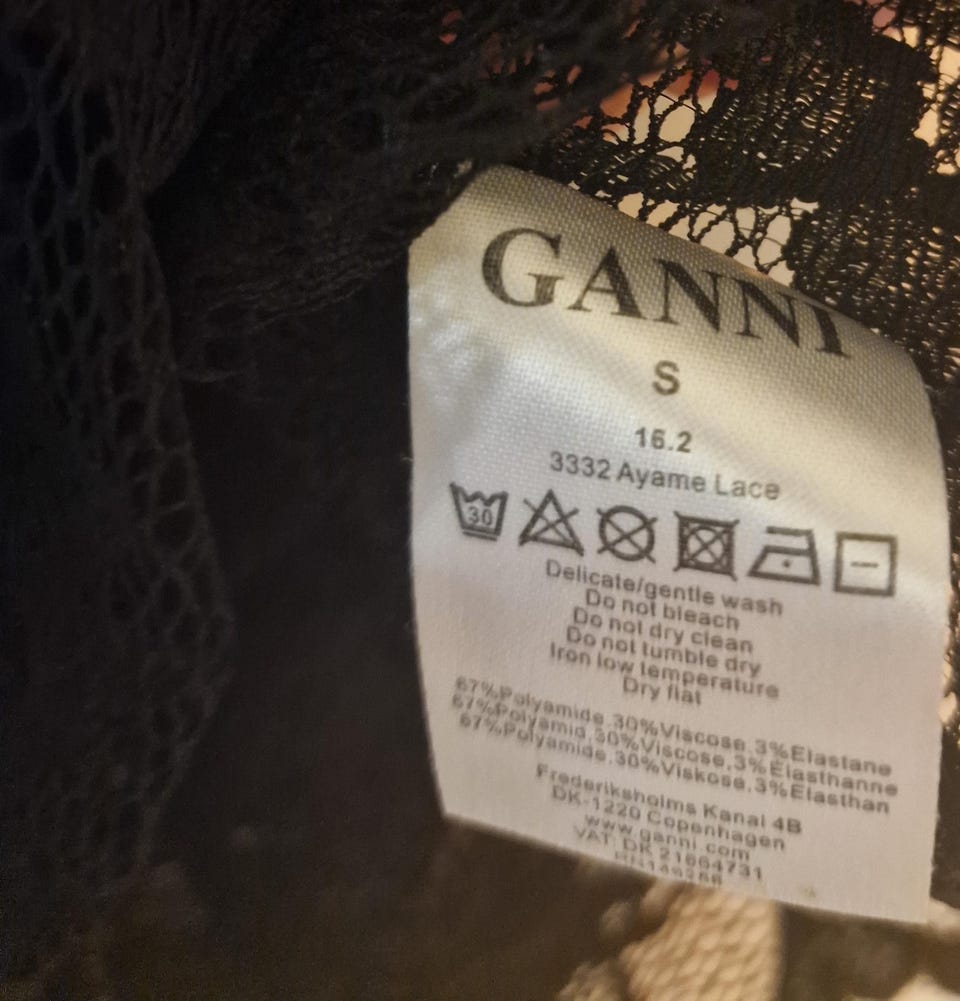 GANNI
S
16.2
3332 Ayame Lace
30
Delicate/gentle wash
Do not bleach
Do not dry clean
Do not tumble dry
Iron low temperature
Dry flat
67%Polyamide.30%Viscose.3%Elastane
67%Polyamid.30%Viscose.3%Élasthanne
67%Polyamide.30%Viskose.3%Elasthan
Frederiksholms Kanal 4B
DK-1220 Copenhagen
www.ganni.com
VAT: DK 21664731